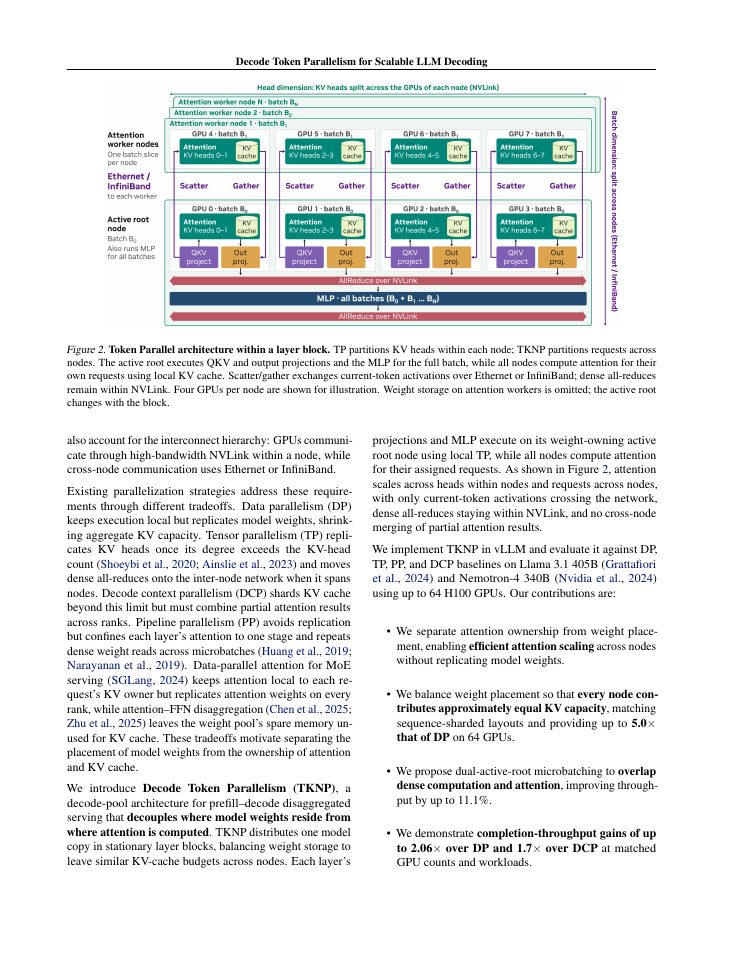 Decode Token Parallelism for Scalable LLM Decoding
Head dimension: KV heads split across the GPUs of each node (NVLink)
Attention worker node N · batch B_N
Attention worker node 2 · batch B_2
Attention worker node 1 · batch B_1
Attention
worker nodes
One batch slice
per node
GPU 4 · batch B_1
Attention
KV heads 0–1
KV
cache
GPU 5 · batch B_1
Attention
KV heads 2–3
KV
cache
GPU 6 · batch B_1
Attention
KV heads 4–5
KV
cache
GPU 7 · batch B_1
Attention
KV heads 6–7
KV
cache
Ethernet /
InfiniBand
to each worker
Scatter Gather
Scatter Gather
Scatter Gather
Scatter Gather
Batch dimension: split across nodes (Ethernet / InfiniBand)
Active root
node
Batch B_0
Also runs MLP
for all batches
GPU 0 · batch B_0
Attention
KV heads 0–1
KV
cache
QKV
project
Out
proj.
GPU 1 · batch B_0
Attention
KV heads 2–3
KV
cache
QKV
project
Out
proj.
GPU 2 · batch B_0
Attention
KV heads 4–5
KV
cache
QKV
project
Out
proj.
GPU 3 · batch B_0
Attention
KV heads 6–7
KV
cache
QKV
project
Out
proj.
AllReduce over NVLink
MLP · all batches (B_0 + B_1 ... B_N)
AllReduce over NVLink
Figure 2. Token Parallel architecture within a layer block. TP partitions KV heads within each node; TKNP partitions requests across
nodes. The active root executes QKV and output projections and the MLP for the full batch, while all nodes compute attention for their
own requests using local KV cache. Scatter/gather exchanges current-token activations over Ethernet or InfiniBand; dense all-reduces
remain within NVLink. Four GPUs per node are shown for illustration. Weight storage on attention workers is omitted; the active root
changes with the block.
also account for the interconnect hierarchy: GPUs communi-
cate through high-bandwidth NVLink within a node, while
cross-node communication uses Ethernet or InfiniBand.
Existing parallelization strategies address these require-
ments through different tradeoffs. Data parallelism (DP)
keeps execution local but replicates model weights, shrink-
ing aggregate KV capacity. Tensor parallelism (TP) repli-
cates KV heads once its degree exceeds the KV-head
count (Shoeybi et al., 2020; Ainslie et al., 2023) and moves
dense all-reduces onto the inter-node network when it spans
nodes. Decode context parallelism (DCP) shards KV cache
beyond this limit but must combine partial attention results
across ranks. Pipeline parallelism (PP) avoids replication
but confines each layer's attention to one stage and repeats
dense weight reads across microbatches (Huang et al., 2019;
Narayanan et al., 2019). Data-parallel attention for MoE
serving (SGLang, 2024) keeps attention local to each re-
quest's KV owner but replicates attention weights on every
rank, while attention–FFN disaggregation (Chen et al., 2025;
Zhu et al., 2025) leaves the weight pool's spare memory un-
used for KV cache. These tradeoffs motivate separating the
placement of model weights from the ownership of attention
and KV cache.
We introduce Decode Token Parallelism (TKNP), a
decode-pool architecture for prefill–decode disaggregated
serving that decouples where model weights reside from
where attention is computed. TKNP distributes one model
copy in stationary layer blocks, balancing weight storage to
leave similar KV-cache budgets across nodes. Each layer's
projections and MLP execute on its weight-owning active
root node using local TP, while all nodes compute attention
for their assigned requests. As shown in Figure 2, attention
scales across heads within nodes and requests across nodes,
with only current-token activations crossing the network,
dense all-reduces staying within NVLink, and no cross-node
merging of partial attention results.
We implement TKNP in vLLM and evaluate it against DP,
TP, PP, and DCP baselines on Llama 3.1 405B (Grattafiori
et al., 2024) and Nemotron-4 340B (Nvidia et al., 2024)
using up to 64 H100 GPUs. Our contributions are:
• We separate attention ownership from weight place-
ment, enabling efficient attention scaling across nodes
without replicating model weights.
• We balance weight placement so that every node con-
tributes approximately equal KV capacity, matching
sequence-sharded layouts and providing up to 5.0×
that of DP on 64 GPUs.
• We propose dual-active-root microbatching to overlap
dense computation and attention, improving through-
put by up to 11.1%.
• We demonstrate completion-throughput gains of up
to 2.06× over DP and 1.7× over DCP at matched
GPU counts and workloads.